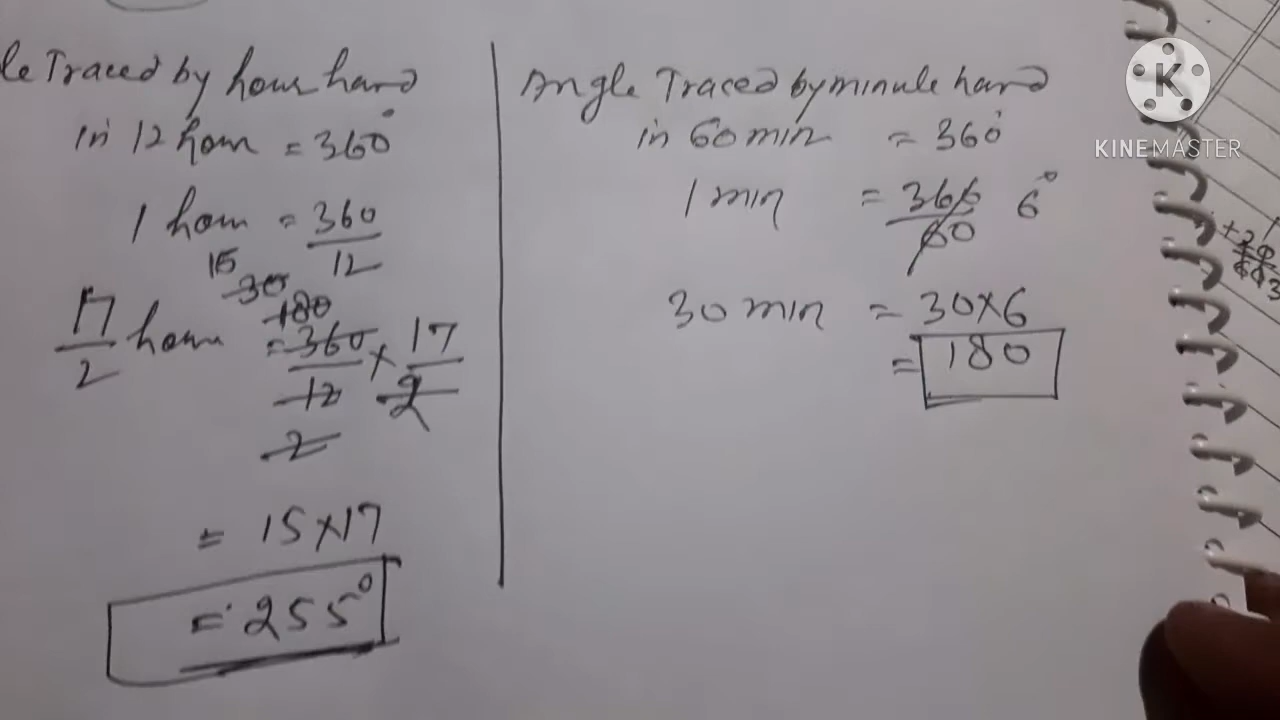 le Traced by hour hand
in 12 hour = 360°
1 hour = 360/12
15
30
180
17/2 hour = 360/12 × 17/2
2
= 15×17
= 255°
Angle Traced by minute hand
in 60 min = 360°
1 min = 360/60 6°
30 min = 30×6
= 180
K
KINEMASTER